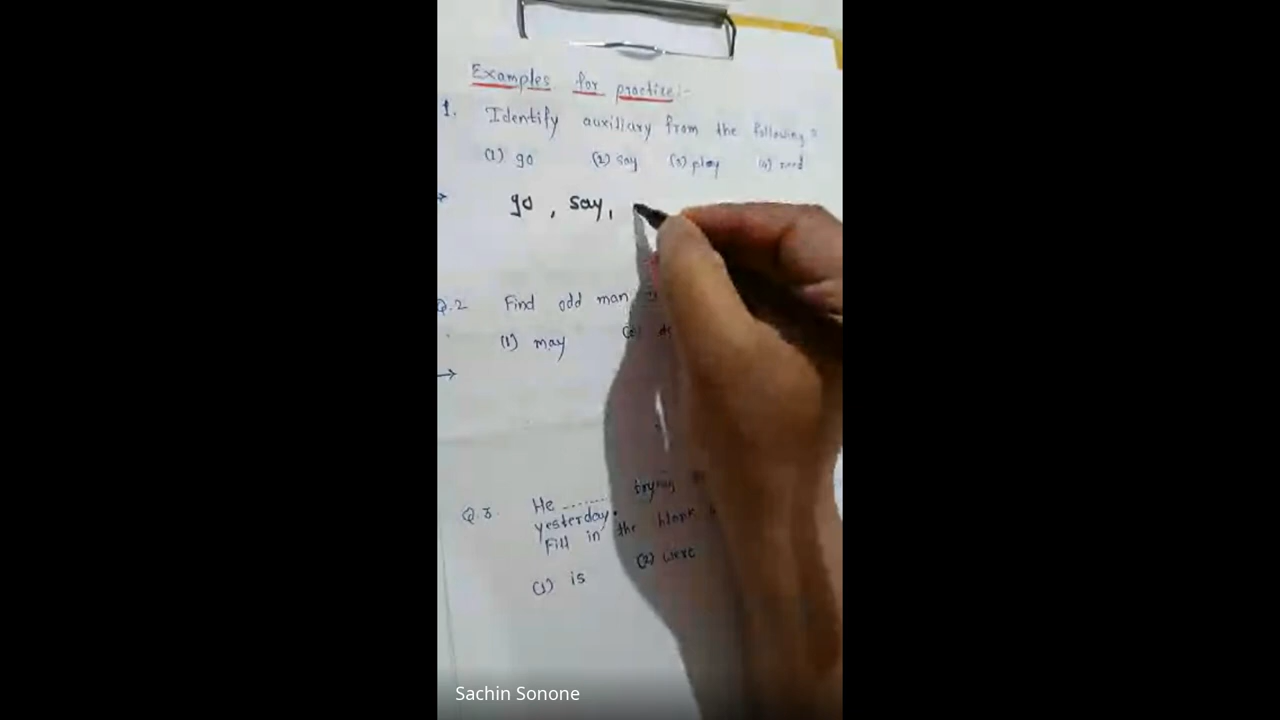 Examples for practice:-
1. Identify auxiliary from the following:
(1) go (2) say (3) play (4) need
go , say,
Q.2 Find odd man
(1) may
Q.3. He ........ trying
yesterday.
Fill in the blank
(1) is (2) were
Sachin Sonone